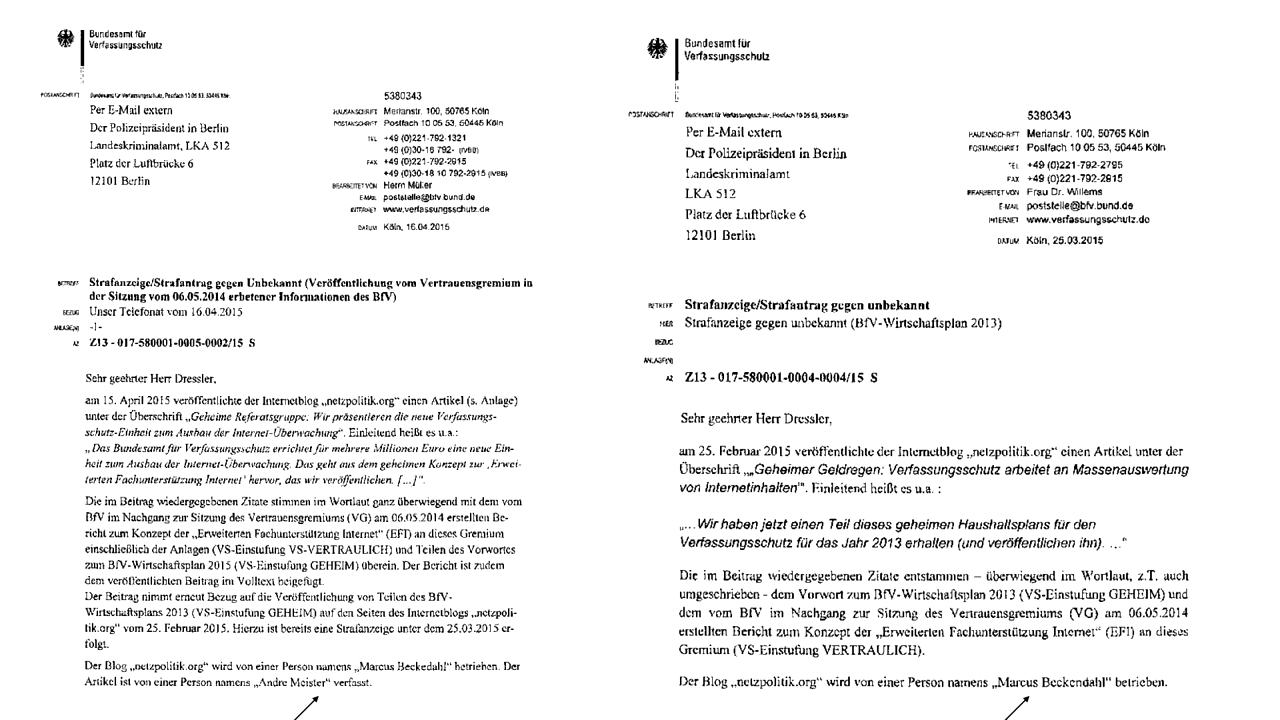 Bundesamt für
Verfassungsschutz
POSTANSCHRIFT Bundesamt für Verfassungsschutz, Postfach 10 05 53, 50445 Köln
Per E-Mail extern
Der Polizeipräsident in Berlin
Landeskriminalamt, LKA 512
Platz der Luftbrücke 6
12101 Berlin
5380343
HAUSANSCHRIFT Merianstr. 100, 50765 Köln
POSTANSCHRIFT Postfach 10 05 53, 50445 Köln
TEL +49 (0)221-792-1321
+49 (0)30-18 792- (IVBB)
FAX +49 (0)221-792-2915
+49 (0)30-18 10 792-2915 (IVBB)
BEARBEITET VON Herrn Müller
E-MAIL poststelle@bfv.bund.de
INTERNET www.verfassungsschutz.de
DATUM Köln, 16.04.2015
BETREFF Strafanzeige/Strafantrag gegen Unbekannt (Veröffentlichung vom Vertrauensgremium in
der Sitzung vom 06.05.2014 erbetener Informationen des BfV)
BEZUG Unser Telefonat vom 16.04.2015
ANLAGE(N) -1-
AZ Z13 - 017-580001-0005-0002/15 S
Sehr geehrter Herr Dressler,
am 15. April 2015 veröffentlichte der Internetblog „netzpolitik.org" einen Artikel (s. Anlage)
unter der Überschrift „Geheime Referatsgruppe: Wir präsentieren die neue Verfassungs-
schutz-Einheit zum Ausbau der Internet-Überwachung". Einleitend heißt es u.a.:
„Das Bundesamt für Verfassungsschutz errichtet für mehrere Millionen Euro eine neue Ein-
heit zum Ausbau der Internet-Überwachung. Das geht aus dem geheimen Konzept zur ‚Erwei-
terten Fachunterstützung Internet' hervor, das wir veröffentlichen. [...]".
Die im Beitrag wiedergegebenen Zitate stimmen im Wortlaut ganz überwiegend mit dem vom
BfV im Nachgang zur Sitzung des Vertrauensgremiums (VG) am 06.05.2014 erstellten Be-
richt zum Konzept der „Erweiterten Fachunterstützung Internet" (EFI) an dieses Gremium
einschließlich der Anlagen (VS-Einstufung VS-VERTRAULICH) und Teilen des Vorwortes
zum BfV-Wirtschaftsplan 2015 (VS-Einstufung GEHEIM) überein. Der Bericht ist zudem
dem veröffentlichten Beitrag im Volltext beigefügt.
Der Beitrag nimmt erneut Bezug auf die Veröffentlichung von Teilen des BfV-
Wirtschaftsplans 2013 (VS-Einstufung GEHEIM) auf den Seiten des Internetblogs „netzpoli-
tik.org" vom 25. Februar 2015. Hierzu ist bereits eine Strafanzeige unter dem 25.03.2015 er-
folgt.
Der Blog „netzpolitik.org" wird von einer Person namens „Marcus Beckedahl" betrieben. Der
Artikel ist von einer Person namens „Andre Meister" verfasst.
Bundesamt für
Verfassungsschutz
POSTANSCHRIFT Bundesamt für Verfassungsschutz, Postfach 10 05 53, 50445 Köln
Per E-Mail extern
Der Polizeipräsident in Berlin
Landeskriminalamt
LKA 512
Platz der Luftbrücke 6
12101 Berlin
5380343
HAUSANSCHRIFT Merianstr. 100, 50765 Köln
POSTANSCHRIFT Postfach 10 05 53, 50445 Köln
TEL +49 (0)221-792-2795
FAX +49 (0)221-792-2915
BEARBEITET VON Frau Dr. Willems
E-MAIL poststelle@bfv.bund.de
INTERNET www.verfassungsschutz.de
DATUM Köln, 25.03.2015
BETREFF Strafanzeige/Strafantrag gegen unbekannt
HIER Strafanzeige gegen unbekannt (BfV-Wirtschaftsplan 2013)
BEZUG
ANLAGE(N)
AZ Z13 - 017-580001-0004-0004/15 S
Sehr geehrter Herr Dressler,
am 25. Februar 2015 veröffentlichte der Internetblog „netzpolitik.org" einen Artikel unter der
Überschrift „„Geheimer Geldregen: Verfassungsschutz arbeitet an Massenauswertung
von Internetinhalten"". Einleitend heißt es u.a. :
„...Wir haben jetzt einen Teil dieses geheimen Haushaltsplans für den
Verfassungsschutz für das Jahr 2013 erhalten (und veröffentlichen ihn). ..."
Die im Beitrag wiedergegebenen Zitate entstammen – überwiegend im Wortlaut, z.T. auch
umgeschrieben - dem Vorwort zum BfV-Wirtschaftsplan 2013 (VS-Einstufung GEHEIM) und
dem vom BfV im Nachgang zur Sitzung des Vertrauensgremiums (VG) am 06.05.2014
erstellten Bericht zum Konzept der „Erweiterten Fachunterstützung Internet" (EFI) an dieses
Gremium (VS-Einstufung VERTRAULICH).
Der Blog „netzpolitik.org" wird von einer Person namens „Marcus Beckendahl" betrieben.